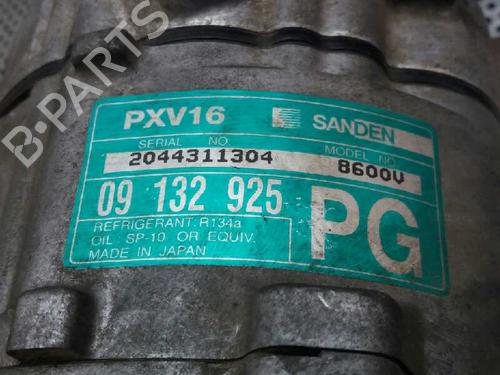 PXV16 SANDEN
SERIAL NO. MODEL NO.
2044311304 8600V
09 132 925 PG
REFRIGERANT: R134a
OIL SP-10 OR EQUIV.
MADE IN JAPAN